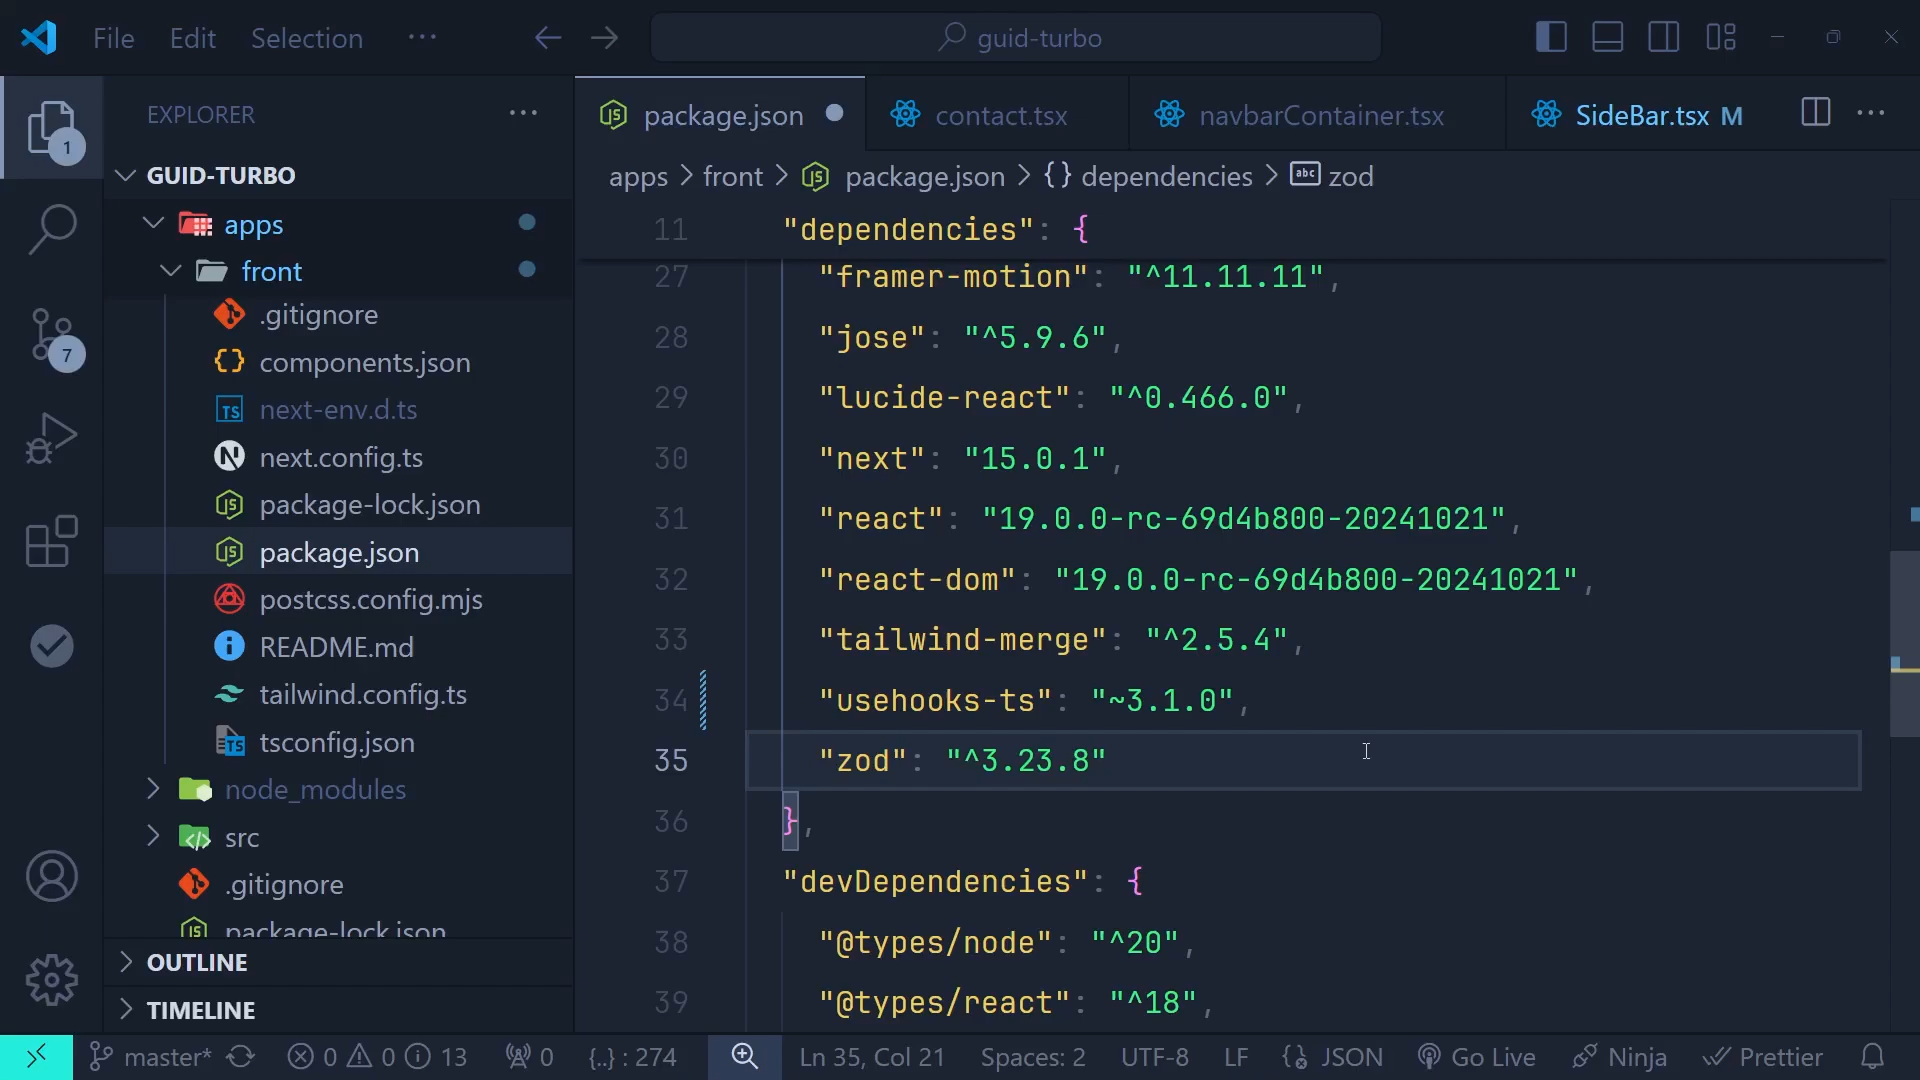 File Edit Selection ··· guid-turbo
EXPLORER ···
1
GUID-TURBO
apps
front
.gitignore
components.json
next-env.d.ts
next.config.ts
package-lock.json
package.json
postcss.config.mjs
README.md
tailwind.config.ts
tsconfig.json
node_modules
src
.gitignore
package-lock.json
OUTLINE
TIMELINE
7
package.json contact.tsx navbarContainer.tsx SideBar.tsx M ···
apps > front > package.json > {} dependencies > abc zod
11 "dependencies": {
27 "framer-motion": "^11.11.11",
28 "jose": "^5.9.6",
29 "lucide-react": "^0.466.0",
30 "next": "15.0.1",
31 "react": "19.0.0-rc-69d4b800-20241021",
32 "react-dom": "19.0.0-rc-69d4b800-20241021",
33 "tailwind-merge": "^2.5.4",
34 "usehooks-ts": "~3.1.0",
35 "zod": "^3.23.8"
36 },
37 "devDependencies": {
38 "@types/node": "^20",
39 "@types/react": "^18",
master* 0 0 13 0 {..} : 274 Ln 35, Col 21 Spaces: 2 UTF-8 LF JSON Go Live Ninja Prettier